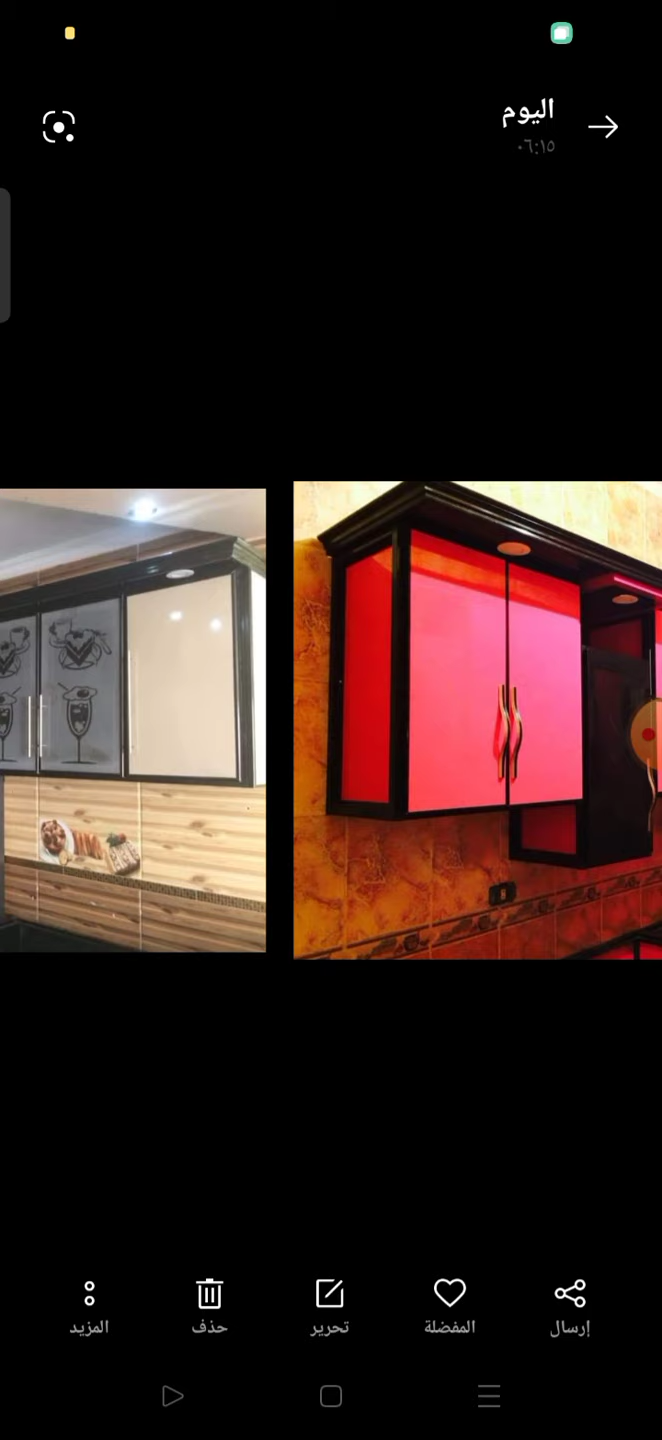 اليوم
٠٦:١٥
إرسال
المفضلة
تحرير
حذف
المزيد